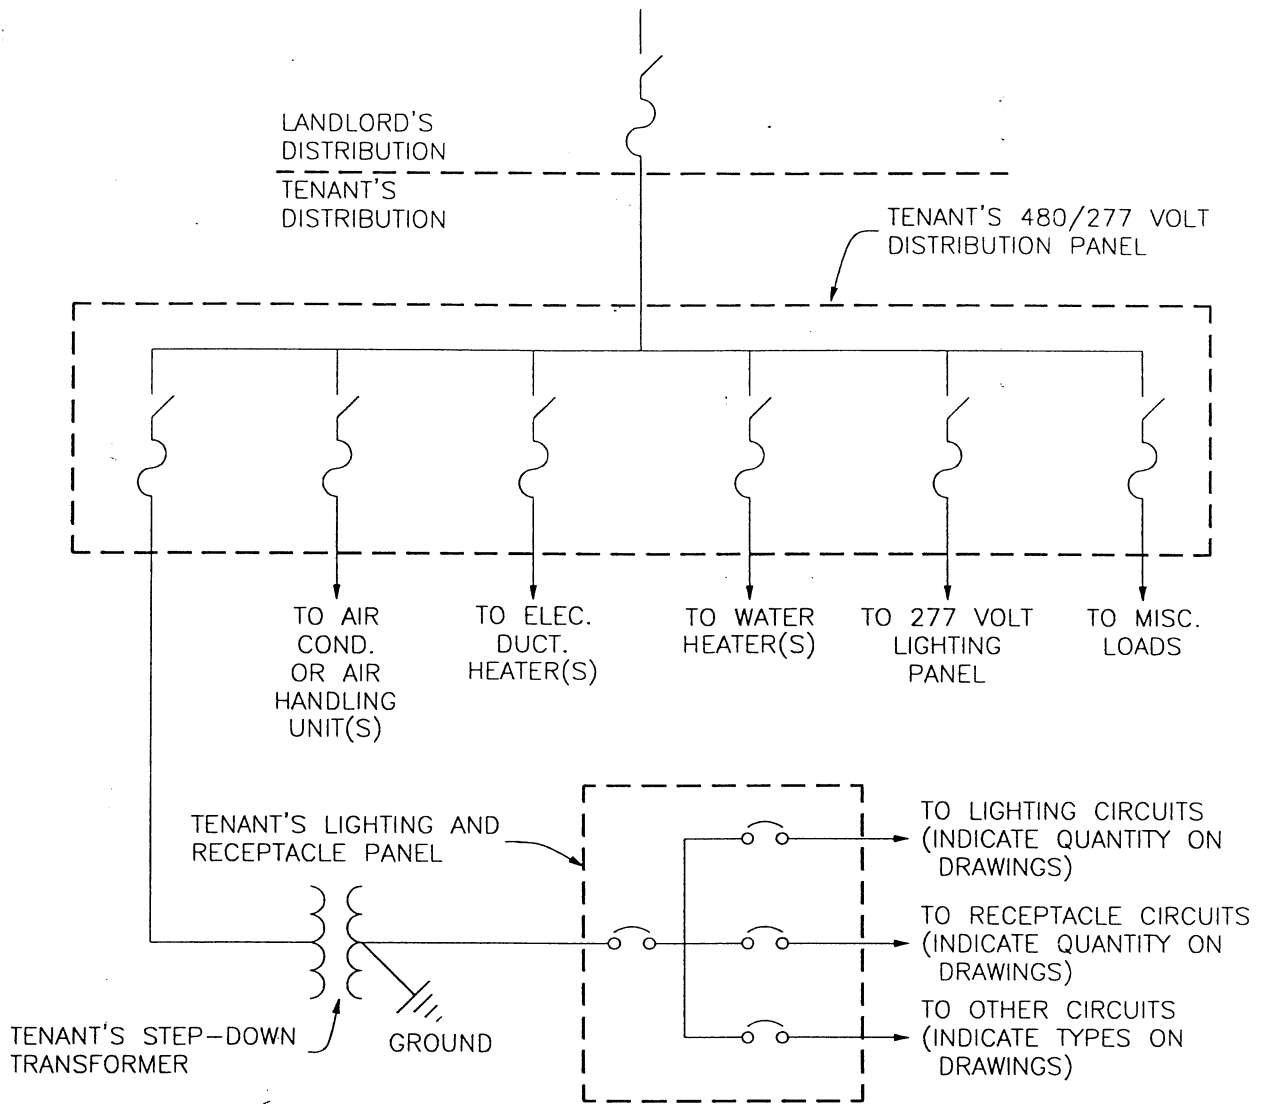 LANDLORD'S
DISTRIBUTION
TENANT'S
DISTRIBUTION
TENANT'S 480/277 VOLT
DISTRIBUTION PANEL
TO AIR
COND.
OR AIR
HANDLING
UNIT(S)
TO ELEC.
DUCT.
HEATER(S)
TO WATER
HEATER(S)
TO 277 VOLT
LIGHTING
PANEL
TO MISC.
LOADS
TENANT'S LIGHTING AND
RECEPTACLE PANEL
TO LIGHTING CIRCUITS
(INDICATE QUANTITY ON
DRAWINGS)
TO RECEPTACLE CIRCUITS
(INDICATE QUANTITY ON
DRAWINGS)
TO OTHER CIRCUITS
(INDICATE TYPES ON
DRAWINGS)
TENANT'S STEP-DOWN
TRANSFORMER
GROUND